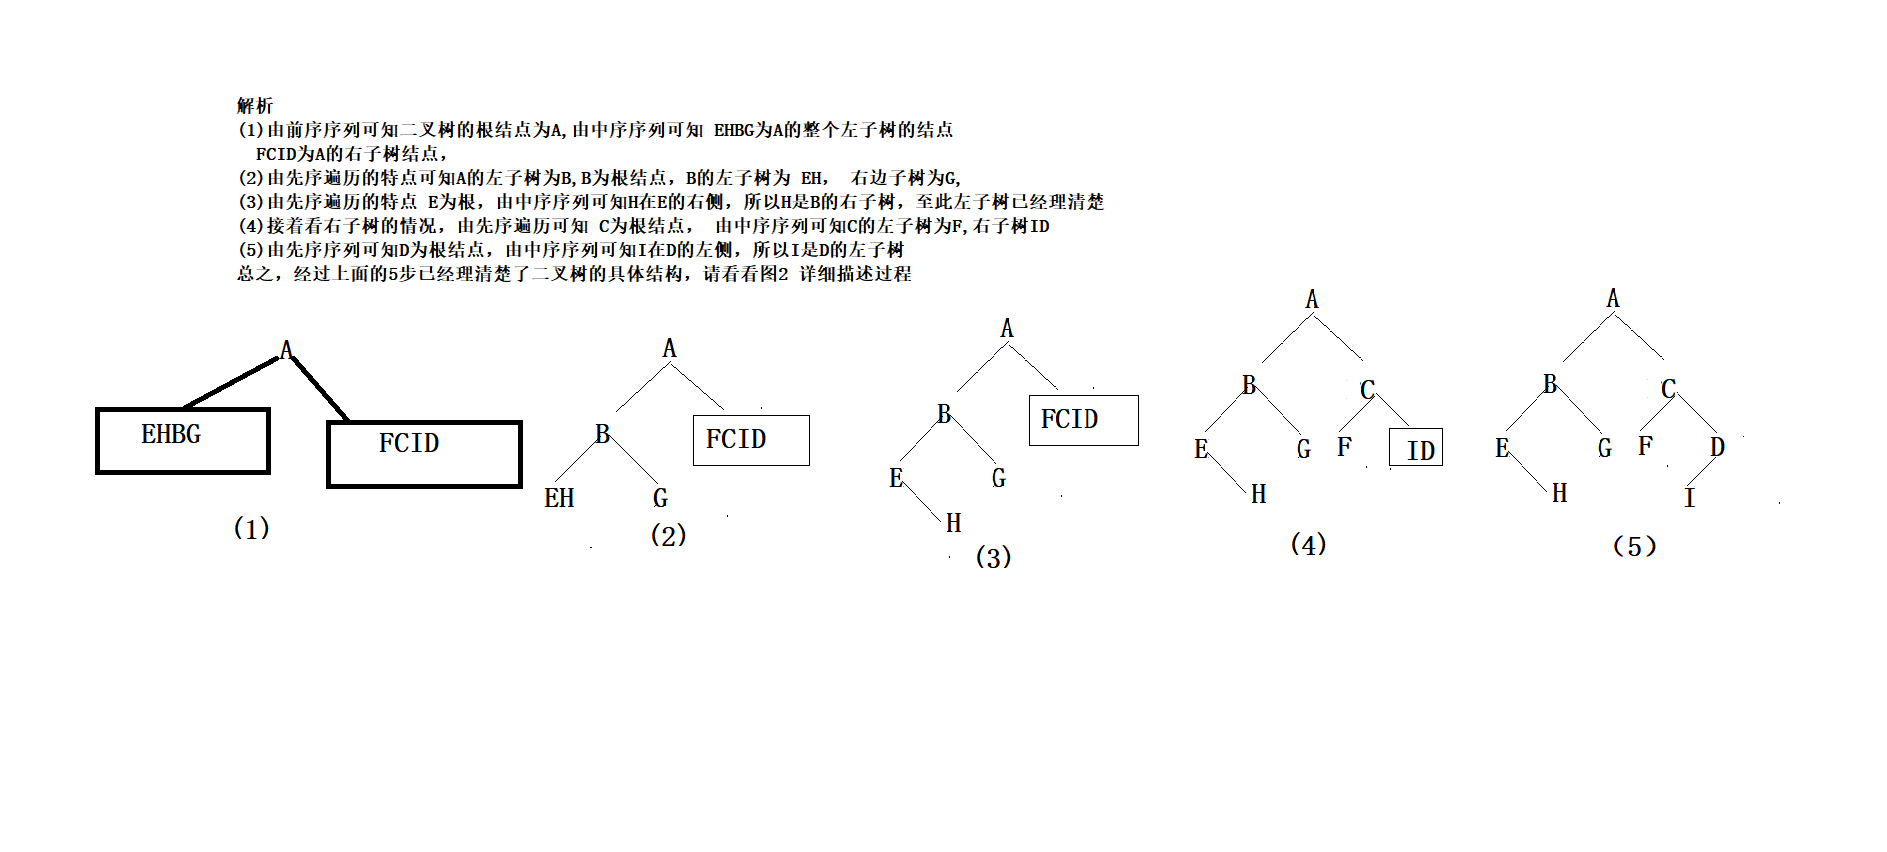 解析
(1)由前序序列可知二叉树的根结点为A,由中序序列可知 EHBG为A的整个左子树的结点
FCID为A的右子树结点，
(2)由先序遍历的特点可知A的左子树为B,B为根结点，B的左子树为 EH， 右边子树为G,
(3)由先序遍历的特点 E为根，由中序序列可知H在E的右侧，所以H是B的右子树，至此左子树已经理清楚
(4)接着看右子树的情况，由先序遍历可知 C为根结点， 由中序序列可知C的左子树为F,右子树ID
(5)由先序序列可知D为根结点，由中序序列可知I在D的左侧，所以I是D的左子树
总之，经过上面的5步已经理清楚了二叉树的具体结构，请看看图2 详细描述过程
A
EHBG
FCID
(1)
A
B
FCID
EH
G
(2)
A
B
FCID
E
G
H
(3)
A
B
C
E
G
F
ID
H
(4)
A
B
C
E
G
F
D
H
I
（5）